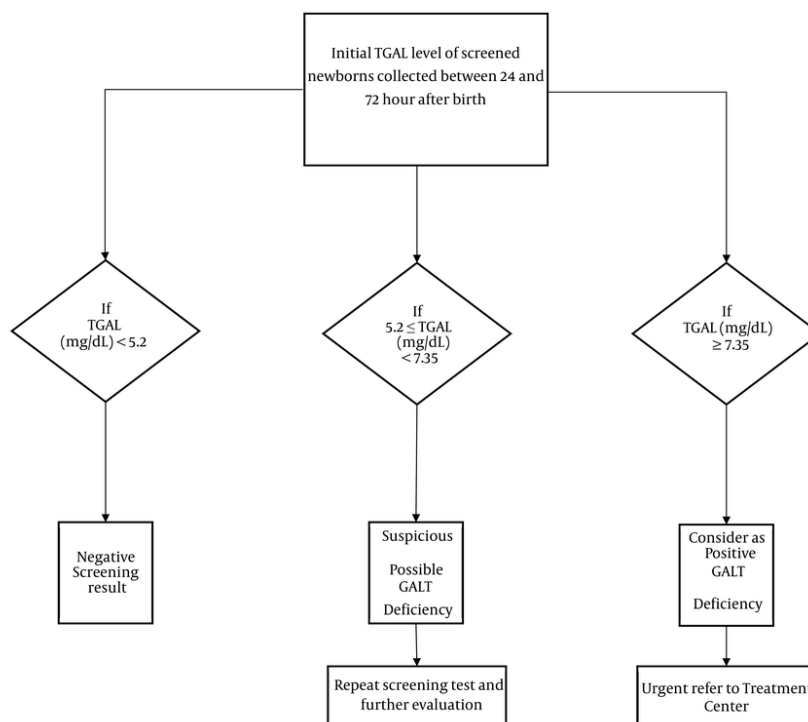 Initial TGAL level of screened
newborns collected between 24 and
72 hour after birth
If
TGAL
(mg/dL) < 5.2
If
5.2 ≤ TGAL
(mg/dL)
< 7.35
If
TGAL (mg/dL)
≥ 7.35
Negative
Screening
result
Suspicious
Possible
GALT
Deficiency
Consider as
Positive
GALT
Deficiency
Repeat screening test and
further evaluation
Urgent refer to Treatment
Center